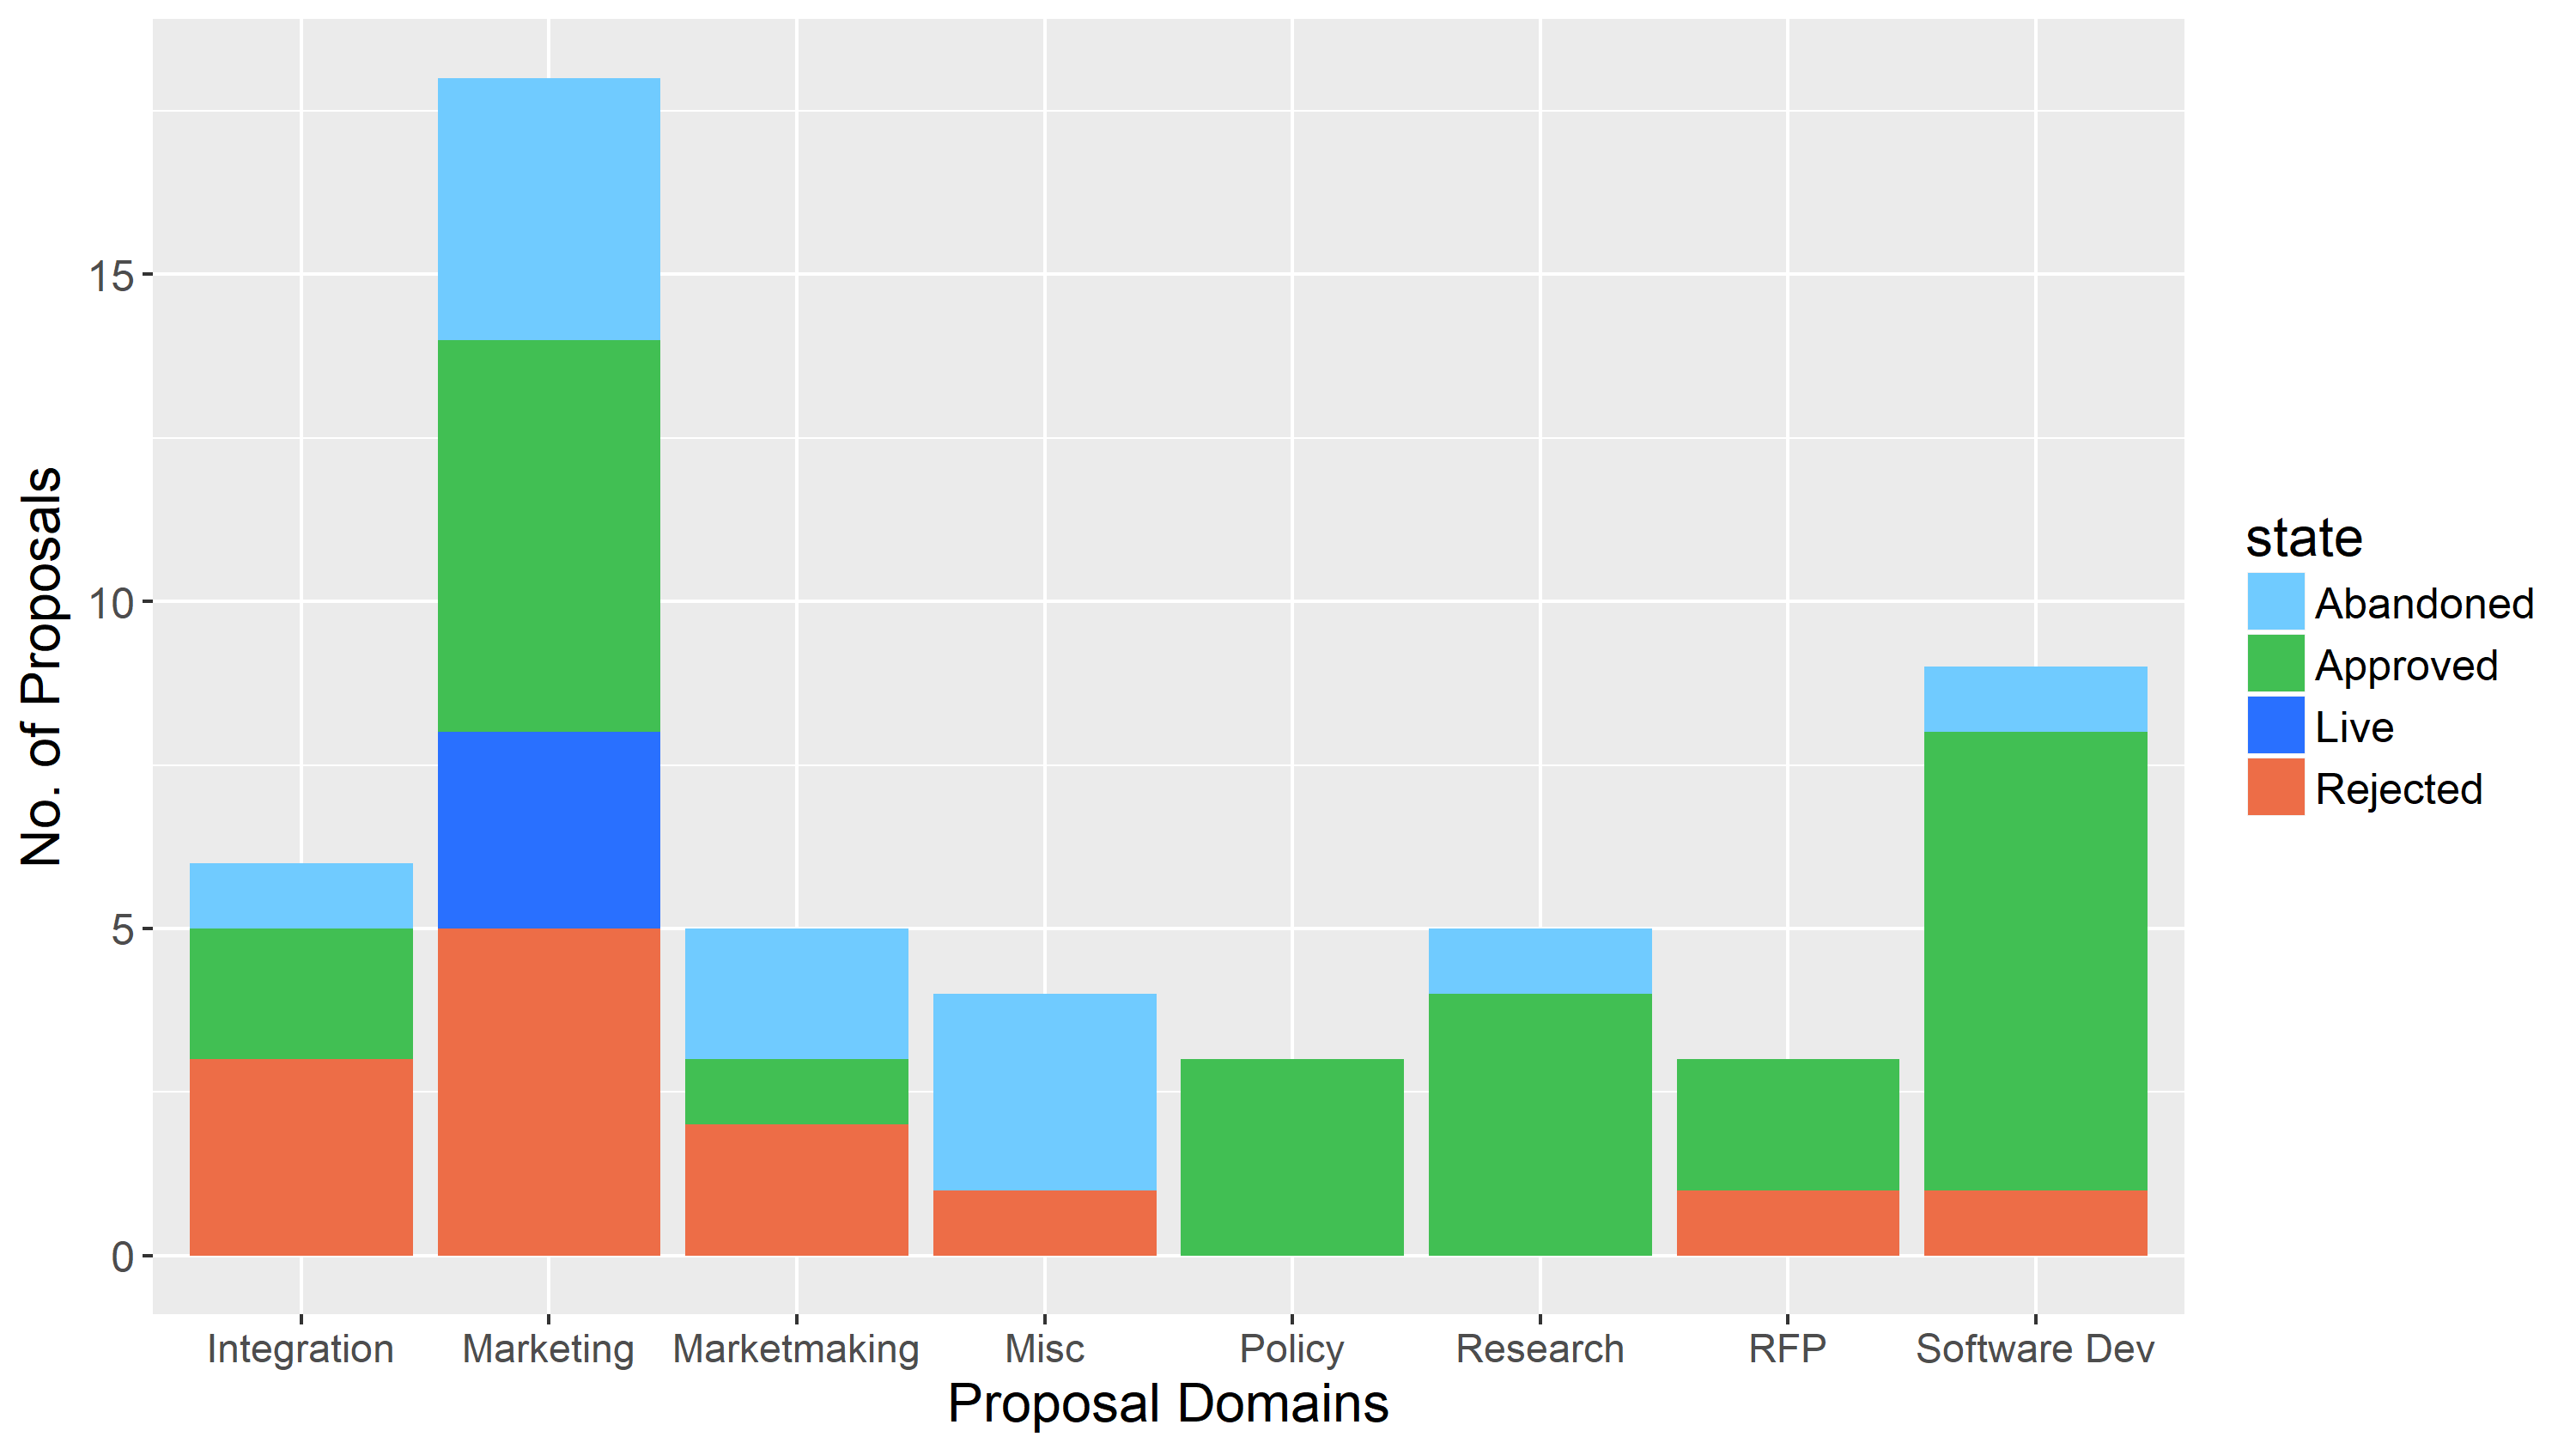 No. of Proposals
15
10
5
0
Integration Marketing Marketmaking Misc Policy Research RFP Software Dev
Proposal Domains
state
Abandoned
Approved
Live
Rejected